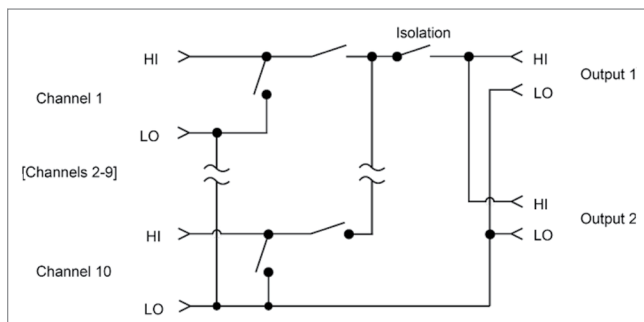 Isolation
HI
HI
Output 1
Channel 1
LO
LO
[Channels 2-9]
HI
Output 2
HI
LO
Channel 10
LO